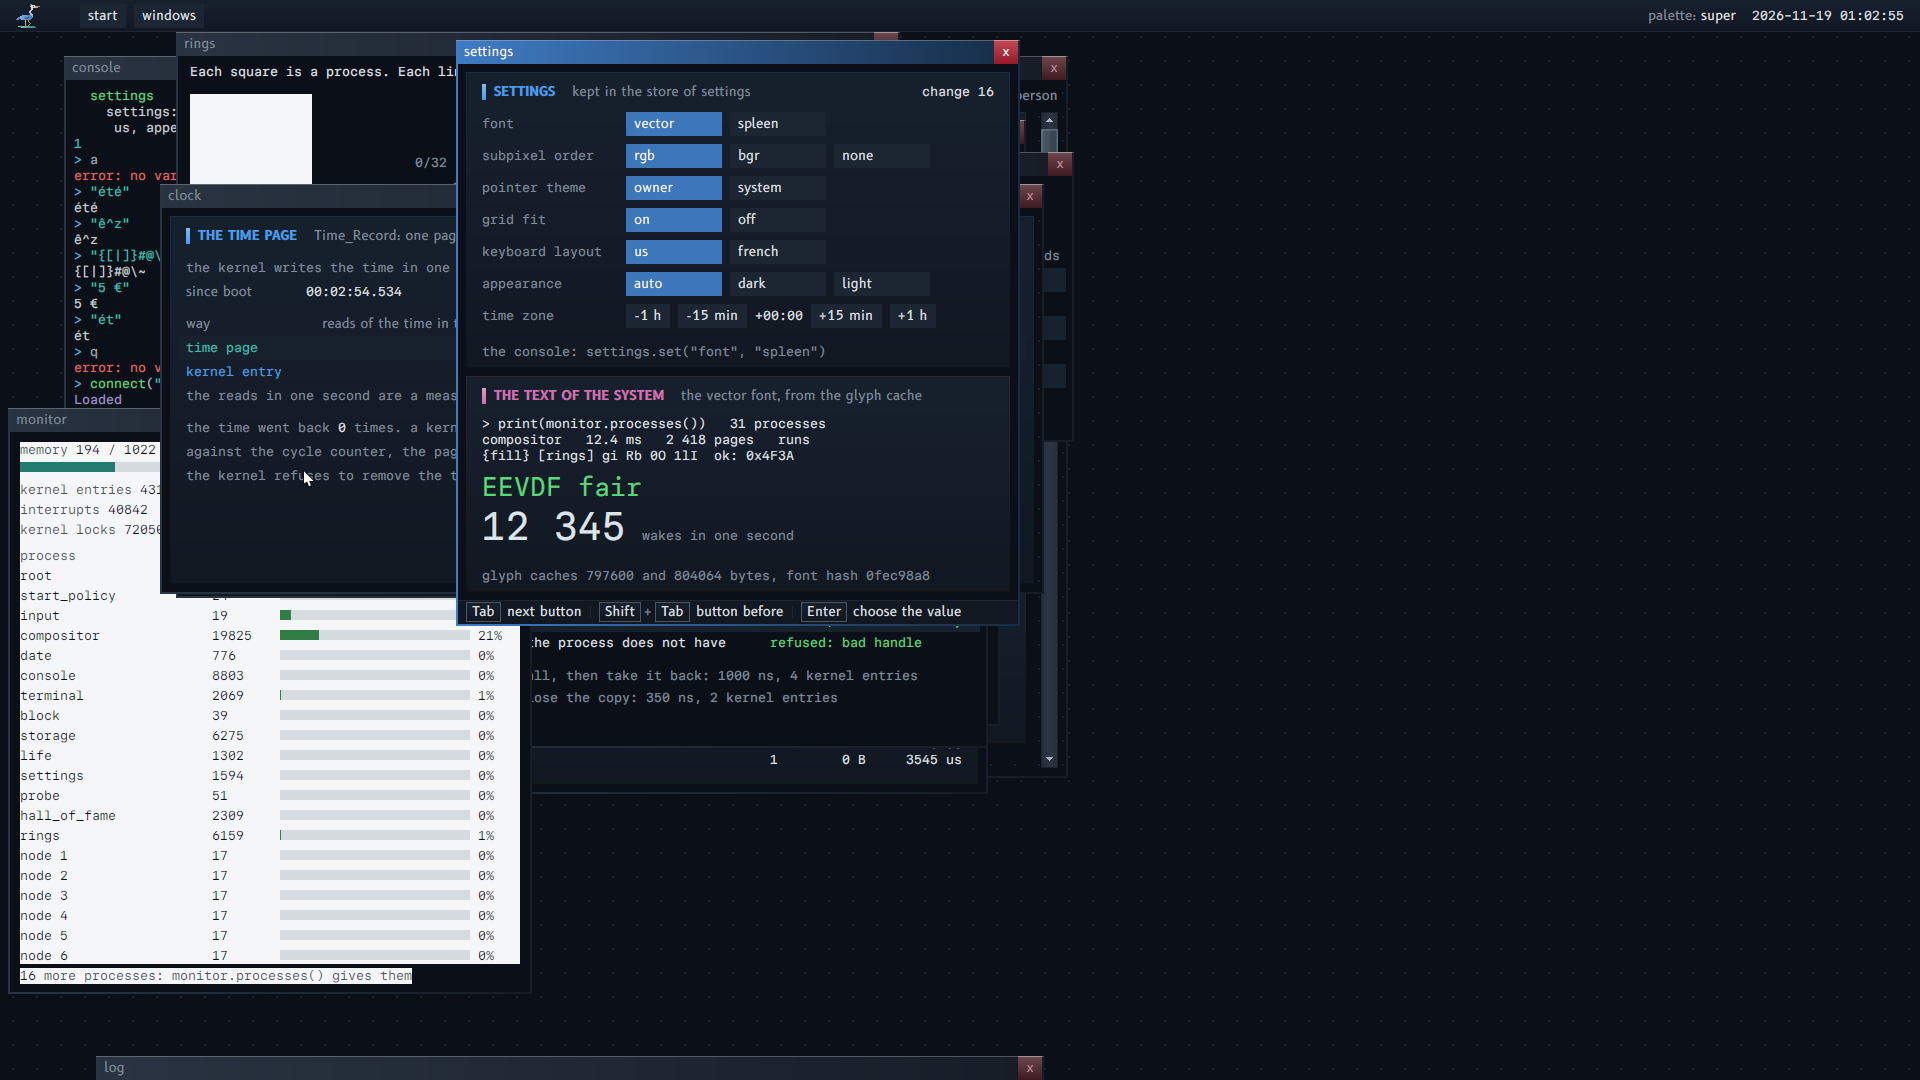 start windows palette: super 2026-11-19 01:02:55
rings
Each square is a process. Each li
0/32
console
settings
settings:
us, appe
1
> a
error: no var
> "été"
été
> "ê^z"
ê^z
> "{[|]}#@\
{[|]}#@\~
> "5 €"
5 €
> "ét"
ét
> q
error: no v
> connect("
Loaded
clock
THE TIME PAGE Time_Record: one pag
the kernel writes the time in one
since boot 00:02:54.534
way reads of the time in t
time page
kernel entry
the reads in one second are a meas
the time went back 0 times. a kern
against the cycle counter, the pag
the kernel refuses to remove the t
settings x
SETTINGS kept in the store of settings change 16
font vector spleen
subpixel order rgb bgr none
pointer theme owner system
grid fit on off
keyboard layout us french
appearance auto dark light
time zone -1 h -15 min +00:00 +15 min +1 h
the console: settings.set("font", "spleen")
THE TEXT OF THE SYSTEM the vector font, from the glyph cache
> print(monitor.processes()) 31 processes
compositor 12.4 ms 2 418 pages runs
{fill} [rings] gi Rb 0O 1lI ok: 0x4F3A
EEVDF fair
12 345 wakes in one second
glyph caches 797600 and 804064 bytes, font hash 0fec98a8
Tab next button Shift + Tab button before Enter choose the value
x
erson
x
x
ds
the process does not have refused: bad handle
all, then take it back: 1000 ns, 4 kernel entries
lose the copy: 350 ns, 2 kernel entries
1 0 B 3545 us
monitor
memory 194 / 1022
kernel entries 431
interrupts 40842
kernel locks 72050
process
root
start_policy
input 19
compositor 19825 21%
date 776 0%
console 8803 0%
terminal 2069 1%
block 39 0%
storage 6275 0%
life 1302 0%
settings 1594 0%
probe 51 0%
hall_of_fame 2309 0%
rings 6159 1%
node 1 17 0%
node 2 17 0%
node 3 17 0%
node 4 17 0%
node 5 17 0%
node 6 17 0%
16 more processes: monitor.processes() gives them
log x